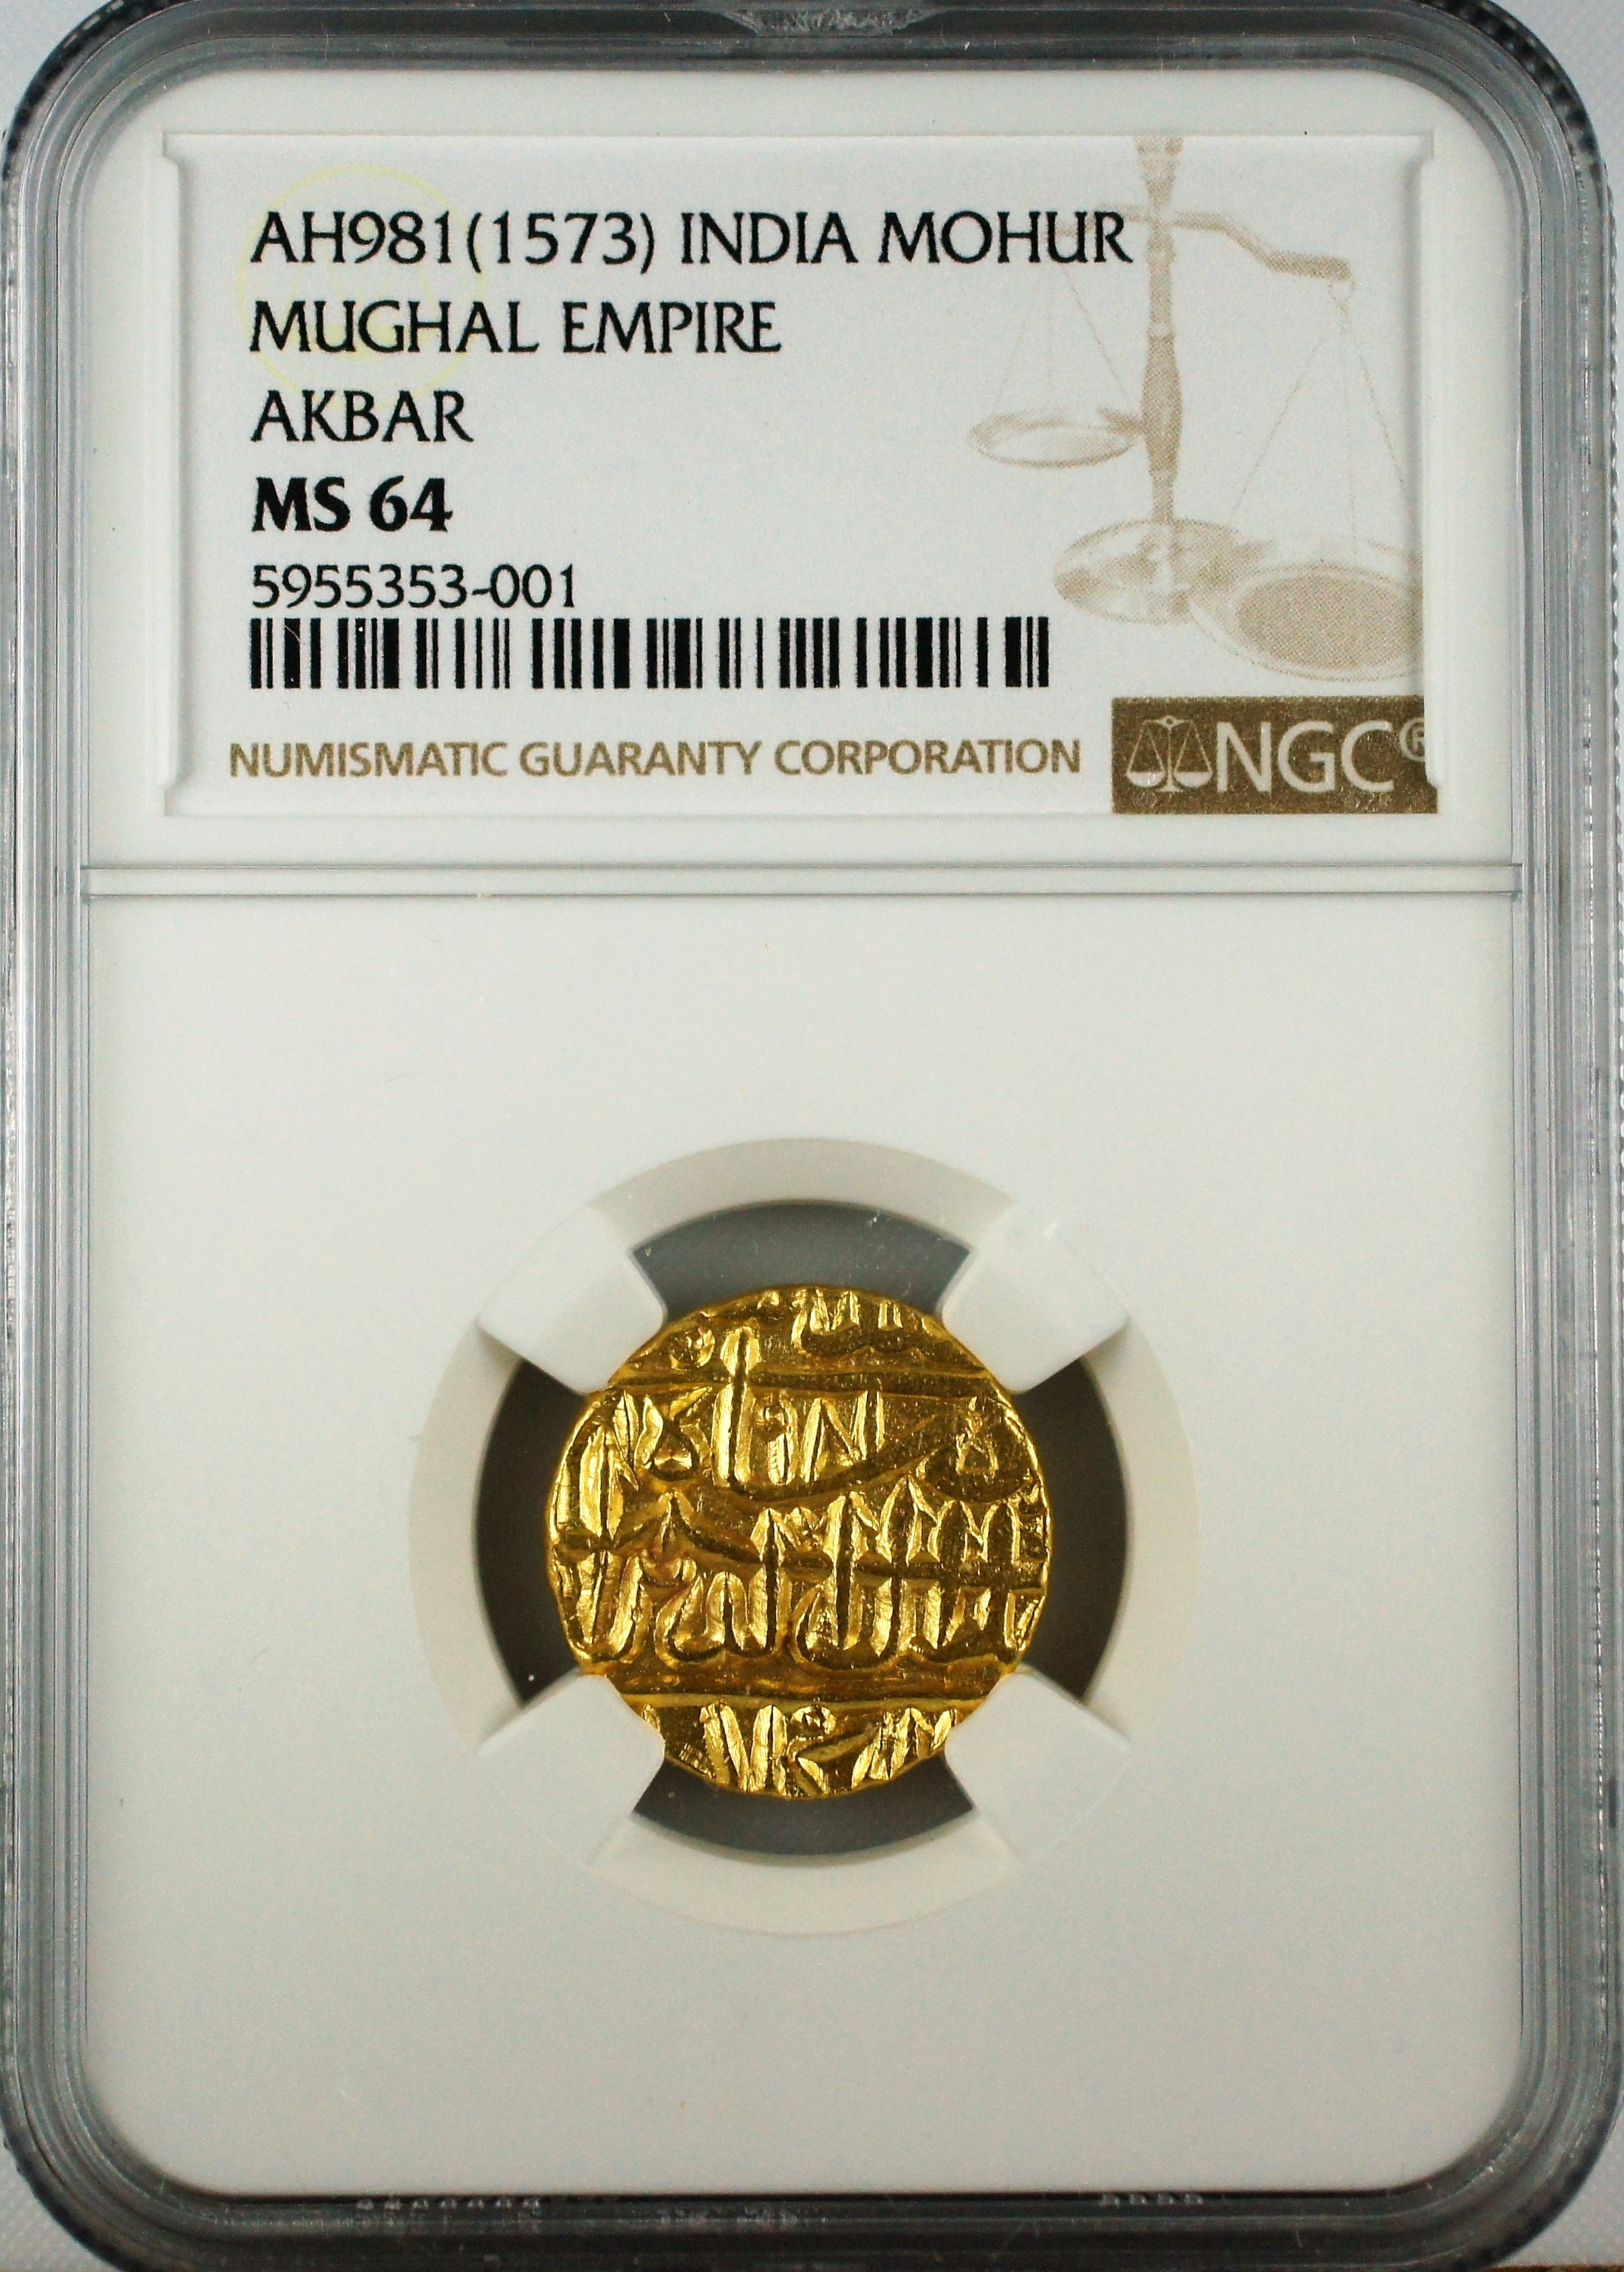 AH981(1573) INDIA MOHUR
MUGHAL EMPIRE
AKBAR
MS 64
5955353-001
NUMISMATIC GUARANTY CORPORATION
NGC®